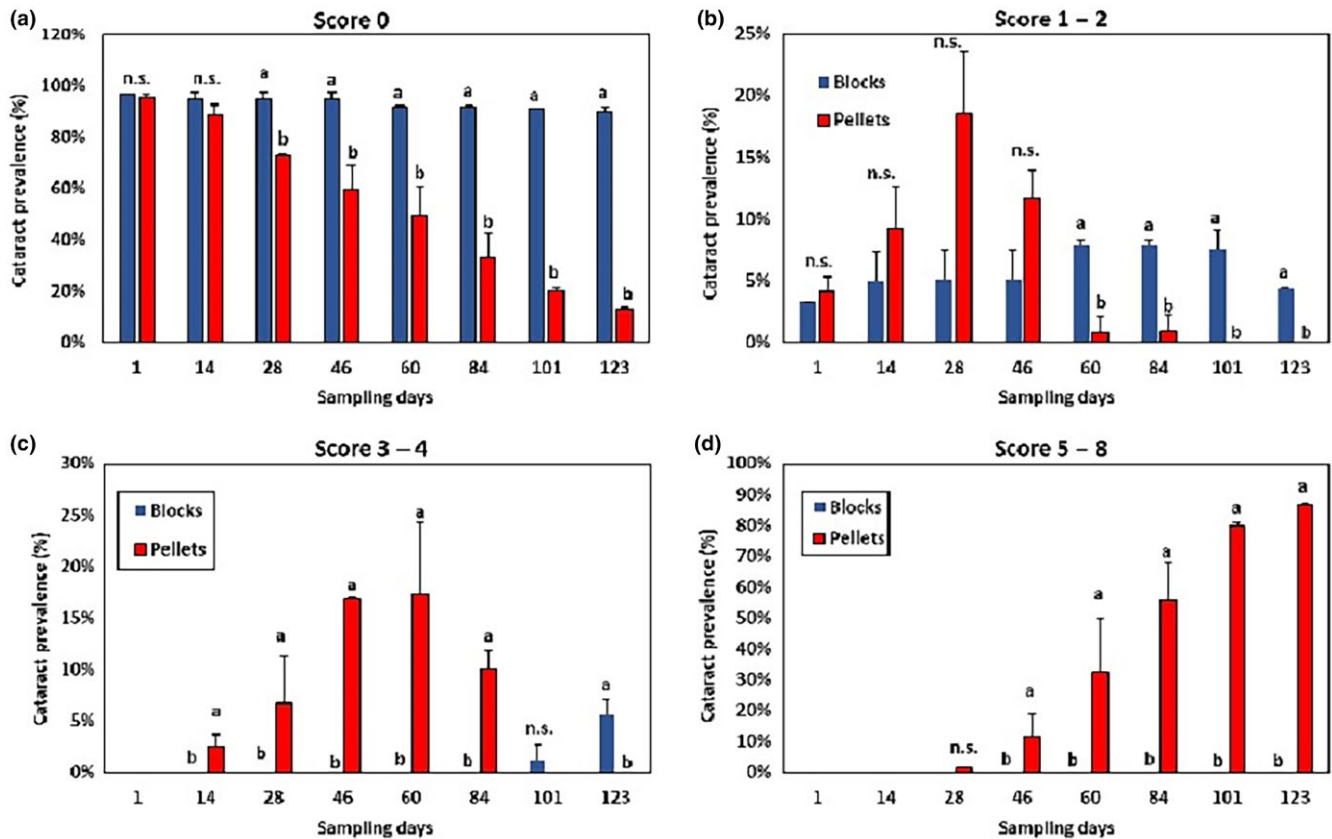 (a)
Score 0
Cataract prevalence (%)
120%
100%
80%
60%
40%
20%
0%
n.s.
n.s.
a
a
a
a
a
a
b
b
b
b
b
b
1 14 28 46 60 84 101 123
Sampling days
(b)
Score 1 – 2
Cataract prevalence (%)
25%
20%
15%
10%
5%
0%
Blocks
Pellets
n.s.
n.s.
n.s.
n.s.
a
a
a
a
b
b
b
b
1 14 28 46 60 84 101 123
Sampling days
(c)
Score 3 – 4
Cataract prevalence (%)
30%
25%
20%
15%
10%
5%
0%
Blocks
Pellets
b
a
b
a
b
a
b
a
b
a
n.s.
a
b
1 14 28 46 60 84 101 123
Sampling days
(d)
Score 5 – 8
Cataract prevalence (%)
100%
90%
80%
70%
60%
50%
40%
30%
20%
10%
0%
Blocks
Pellets
n.s.
b
a
b
a
b
a
b
a
b
a
1 14 28 46 60 84 101 123
Sampling days